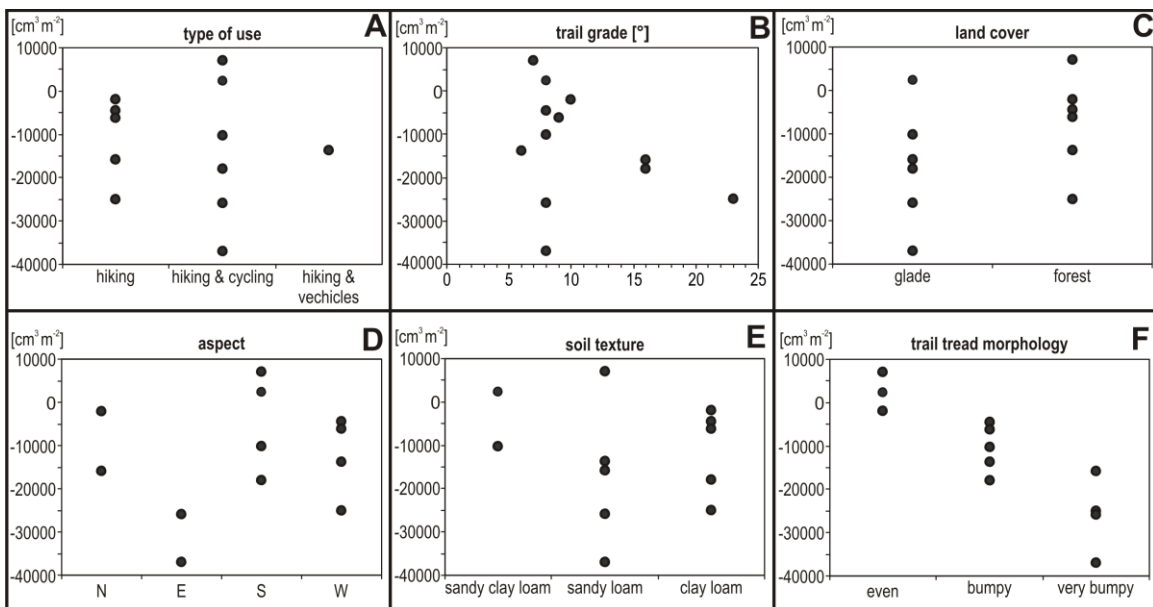 [cm³ m⁻²]
A
type of use
10000
0
-10000
-20000
-30000
-40000
hiking
hiking & cycling
hiking &
vechicles
[cm³ m⁻²]
B
trail grade [°]
10000
0
-10000
-20000
-30000
-40000
0 5 10 15 20 25
[cm³ m⁻²]
C
land cover
10000
0
-10000
-20000
-30000
-40000
glade forest
[cm³ m⁻²]
D
aspect
10000
0
-10000
-20000
-30000
-40000
N E S W
[cm³ m⁻²]
E
soil texture
10000
0
-10000
-20000
-30000
-40000
sandy clay loam sandy loam clay loam
[cm³ m⁻²]
F
trail tread morphology
10000
0
-10000
-20000
-30000
-40000
even bumpy very bumpy